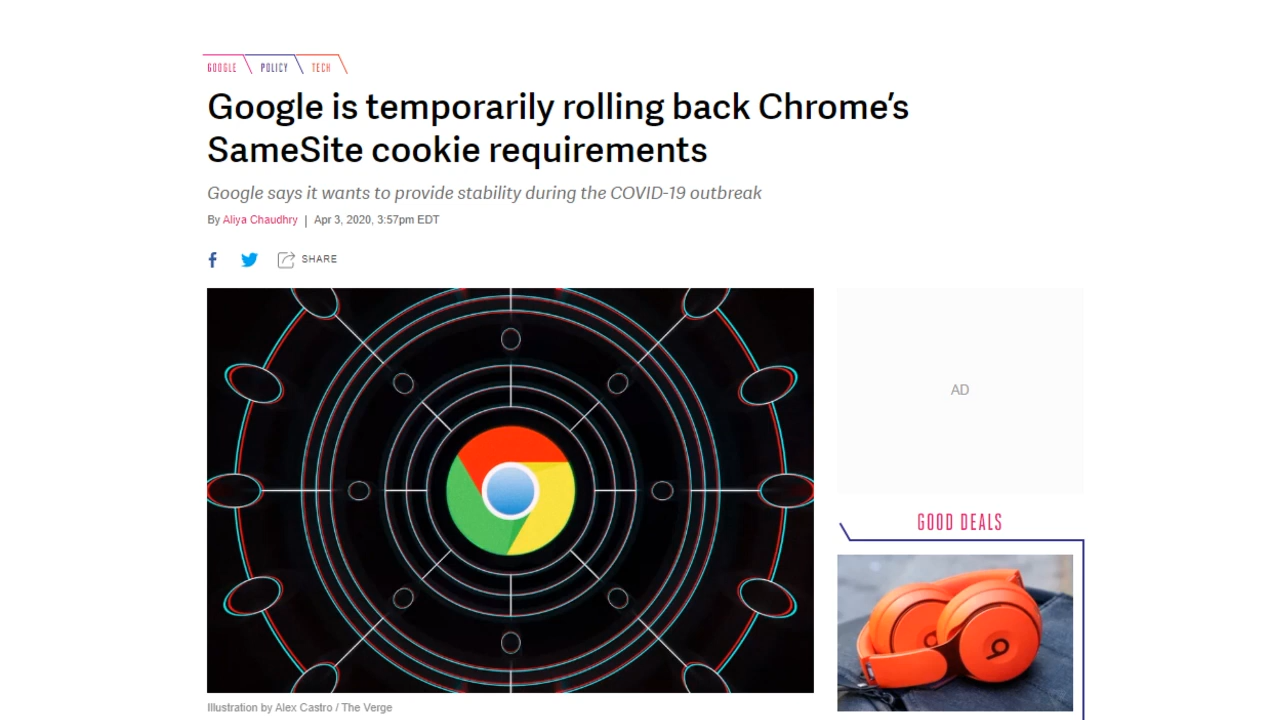 GOOGLE POLICY TECH
Google is temporarily rolling back Chrome’s
SameSite cookie requirements
Google says it wants to provide stability during the COVID-19 outbreak
By Aliya Chaudhry | Apr 3, 2020, 3:57pm EDT
SHARE
AD
GOOD DEALS
Illustration by Alex Castro / The Verge